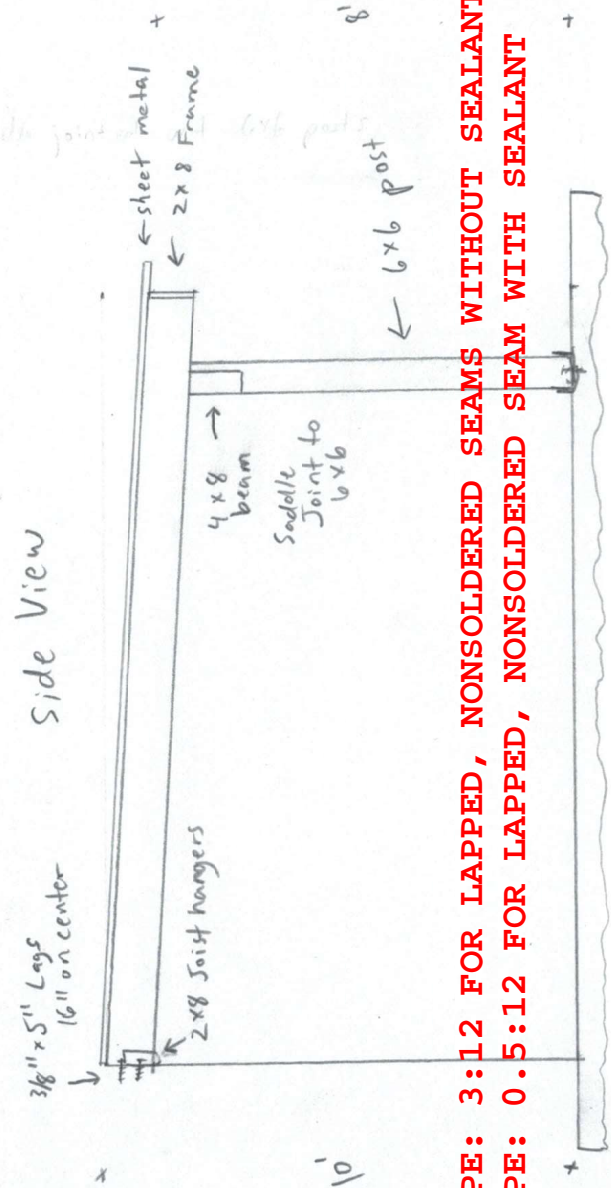 Side View
3/8" x 5" Lags
16" on center
2x8 Joist hangers
←sheet metal
← 2x8 Frame
4x8 →
beam
Saddle
Joint to
6x6
← 6x6 post
10'
8'
PE: 3:12 FOR LAPPED, NONSOLDERED SEAMS WITHOUT SEALANT
PE: 0.5:12 FOR LAPPED, NONSOLDERED SEAM WITH SEALANT